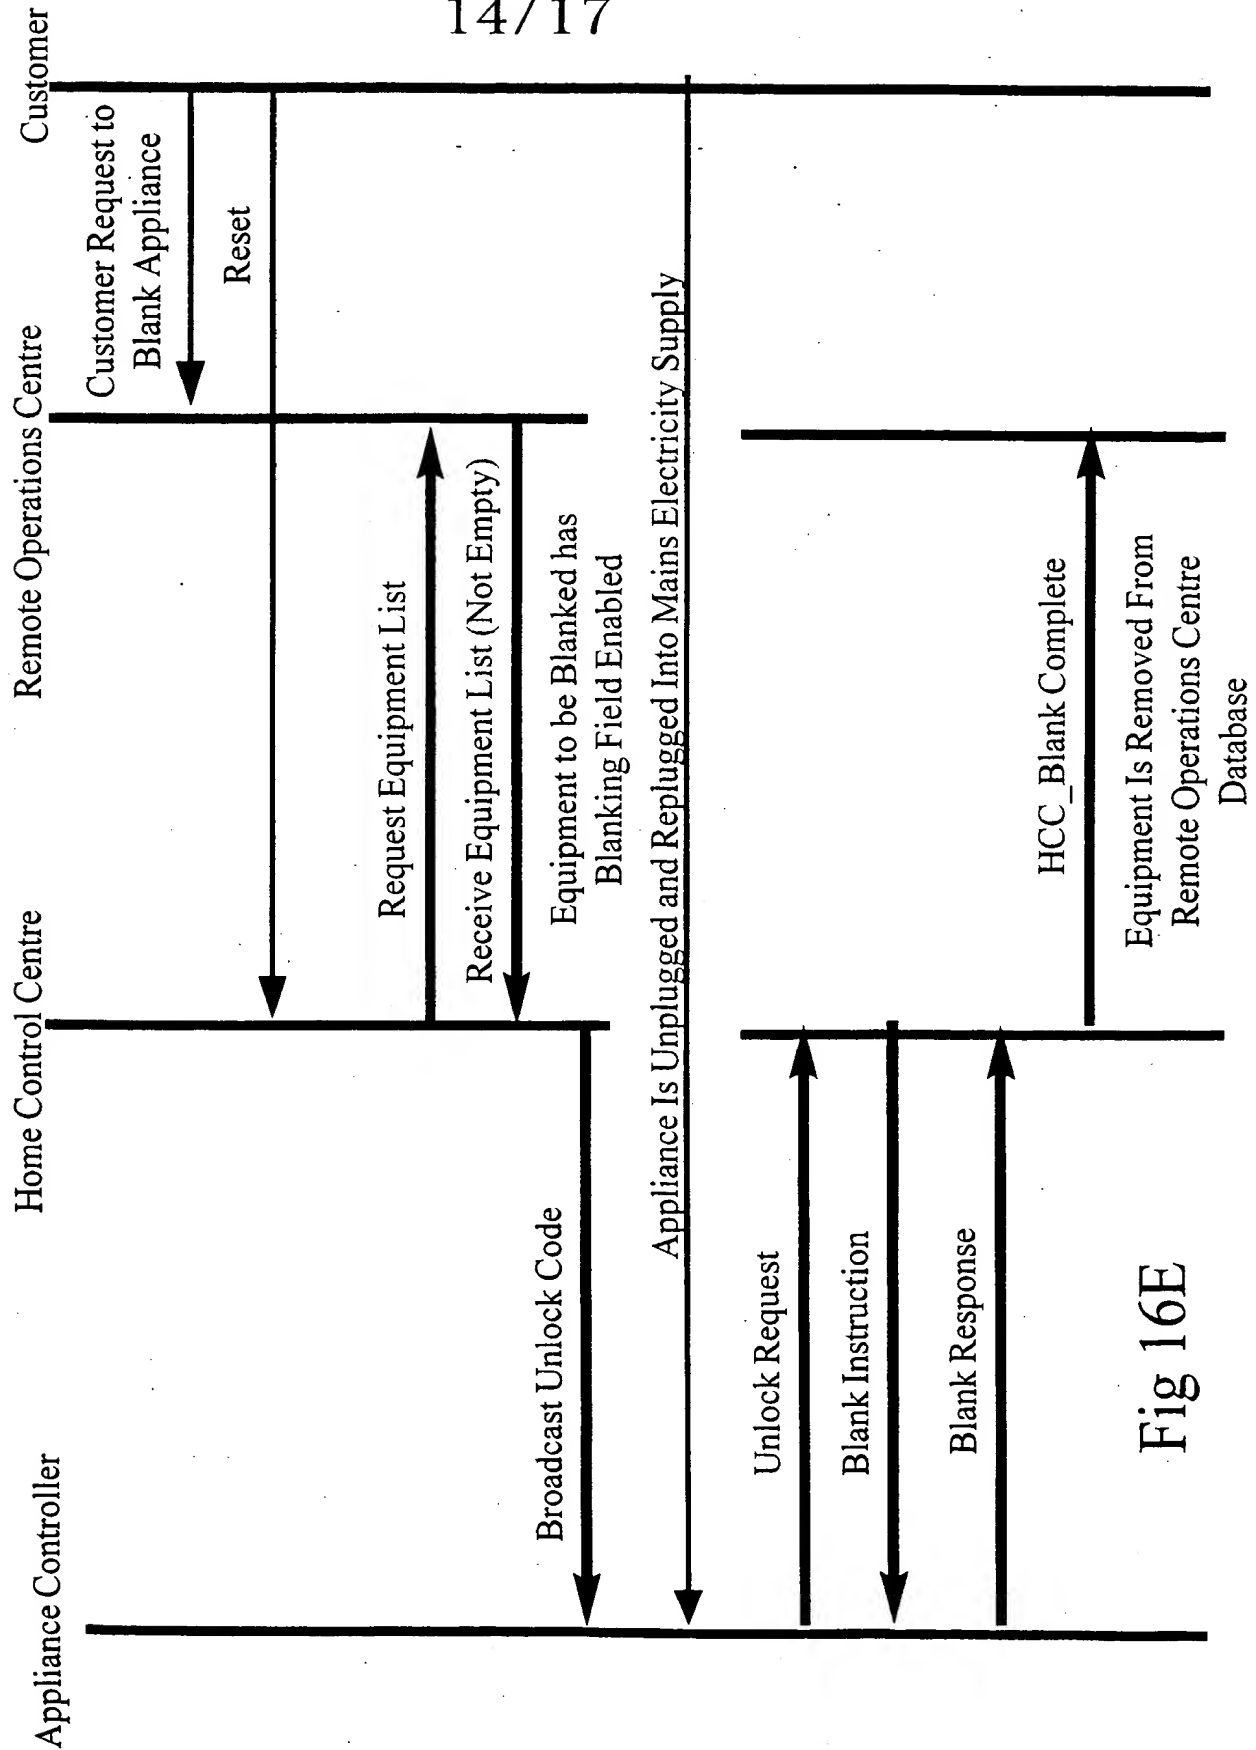 14/17
Appliance Controller
Home Control Centre
Remote Operations Centre
Customer
Customer Request to
Blank Appliance
Reset
Request Equipment List
Receive Equipment List (Not Empty)
Equipment to be Blanked has
Blanking Field Enabled
Broadcast Unlock Code
Appliance Is Unplugged and Replugged Into Mains Electricity Supply
Unlock Request
Blank Instruction
Blank Response
HCC_Blank Complete
Equipment Is Removed From
Remote Operations Centre
Database
Fig 16E